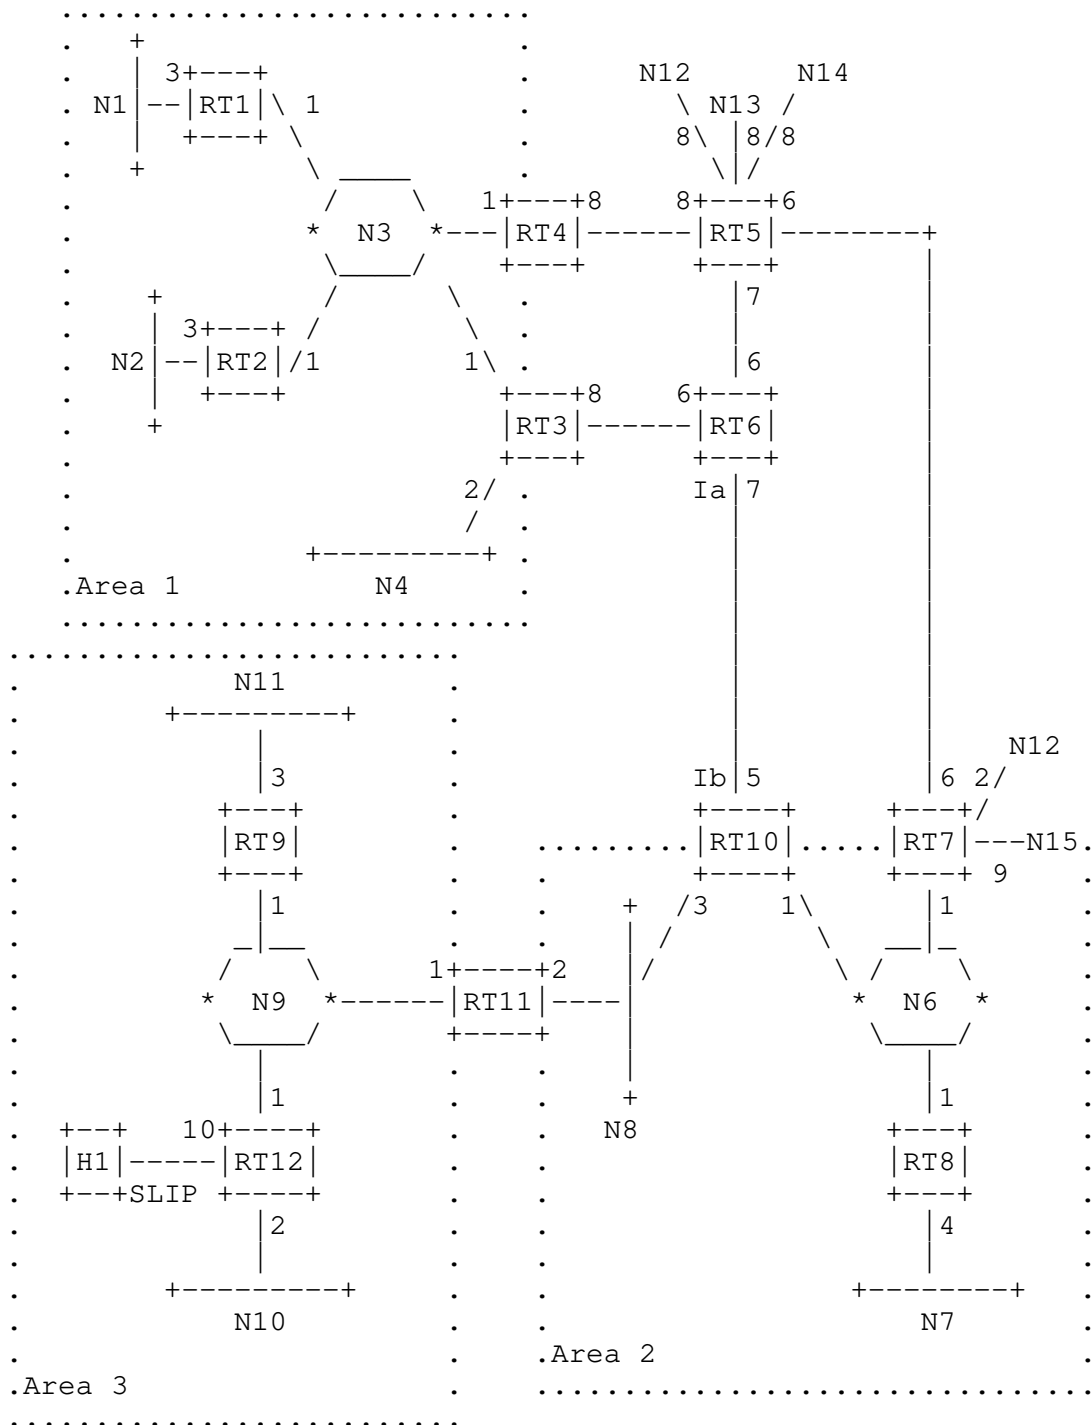 N12 N14
3+---+
N1|--|RT1|\ 1 N13
+---+ 8 8 8
1+---+8 8+---+6
N3 *---|RT4|------|RT5|--------+
+---+ +---+
7
3+---+
N2|--|RT2|/1 1\ 6
+---+ +---+8 6+---+
|RT3|------|RT6|
+---+ +---+
2/ Ia|7
+---------+
Area 1 N4
N11
+---------+
N12
3 Ib|5 |6 2/
+---+ +----+ +---+/
|RT9| |RT10| |RT7|---N15
+---+ +----+ +---+ 9
1 + /3 1\ 1
1+----+2
* N9 *------|RT11|----| * N6 *
+----+
1 + 1
+--+ 10+----+ N8 +---+
|H1|-----|RT12| |RT8|
+--+SLIP +----+ +---+
2 4
+---------+ +--------+
N10 N7
Area 2
Area 3